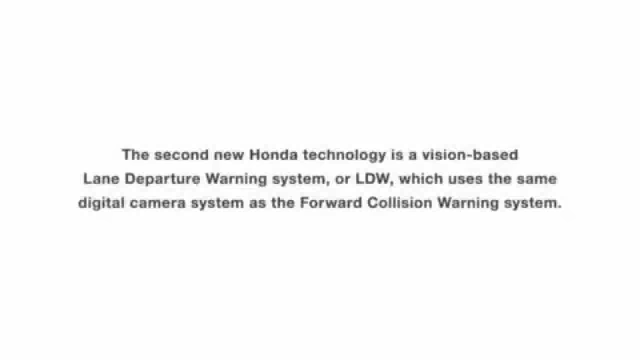 The second new Honda technology is a vision-based
Lane Departure Warning system, or LDW, which uses the same
digital camera system as the Forward Collision Warning system.